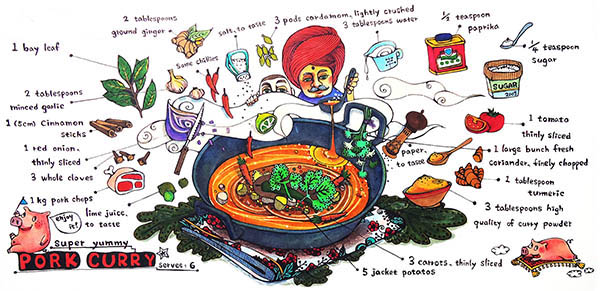 2 tablespoons
ground ginger
salt, to taste
3 pods cardamom, lightly crushed
3 tablespoons water
½ teaspoon
paprika
¼ teaspoon
sugar
1 bay leaf
some chillies
SUGAR
2 tablespoons
minced garlic
1 (5cm) Cinnamon
sticks
1 tomato
thinly sliced
1 red onion,
thinly sliced
paper,
to taste
1 large bunch fresh
coriander, finely chopped
3 whole cloves
1 tablespoon
turmeric
1 kg pork chops
lime juice,
to taste
3 tablespoons high
quality of curry powder
enjoy
it!
super yummy
PORK CURRY
serves: 6
3 carrots, thinly sliced
5 jacket potatos